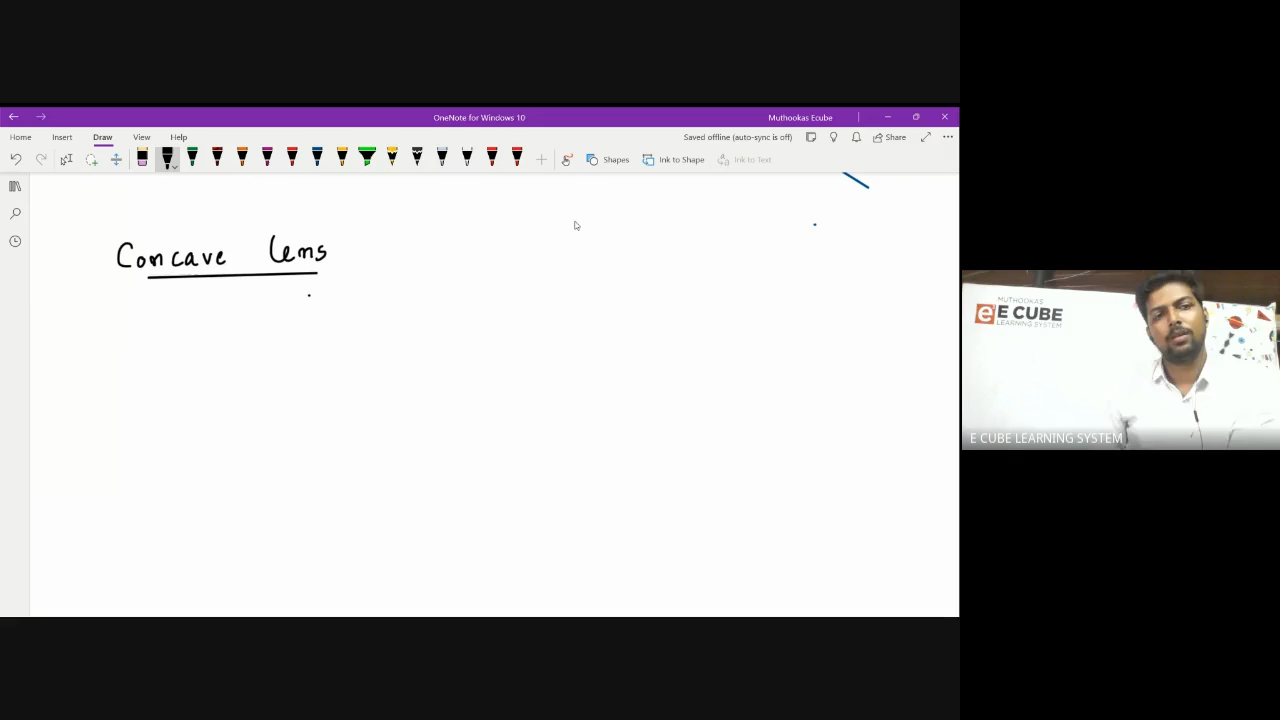 OneNote for Windows 10
Muthookas Ecube
Home Insert Draw View Help
Saved offline (auto-sync is off)
Share
Shapes
Ink to Shape
Ink to Text
Concave lens
MUTHOOKAS
e E CUBE
LEARNING SYSTEM
E CUBE LEARNING SYSTEM